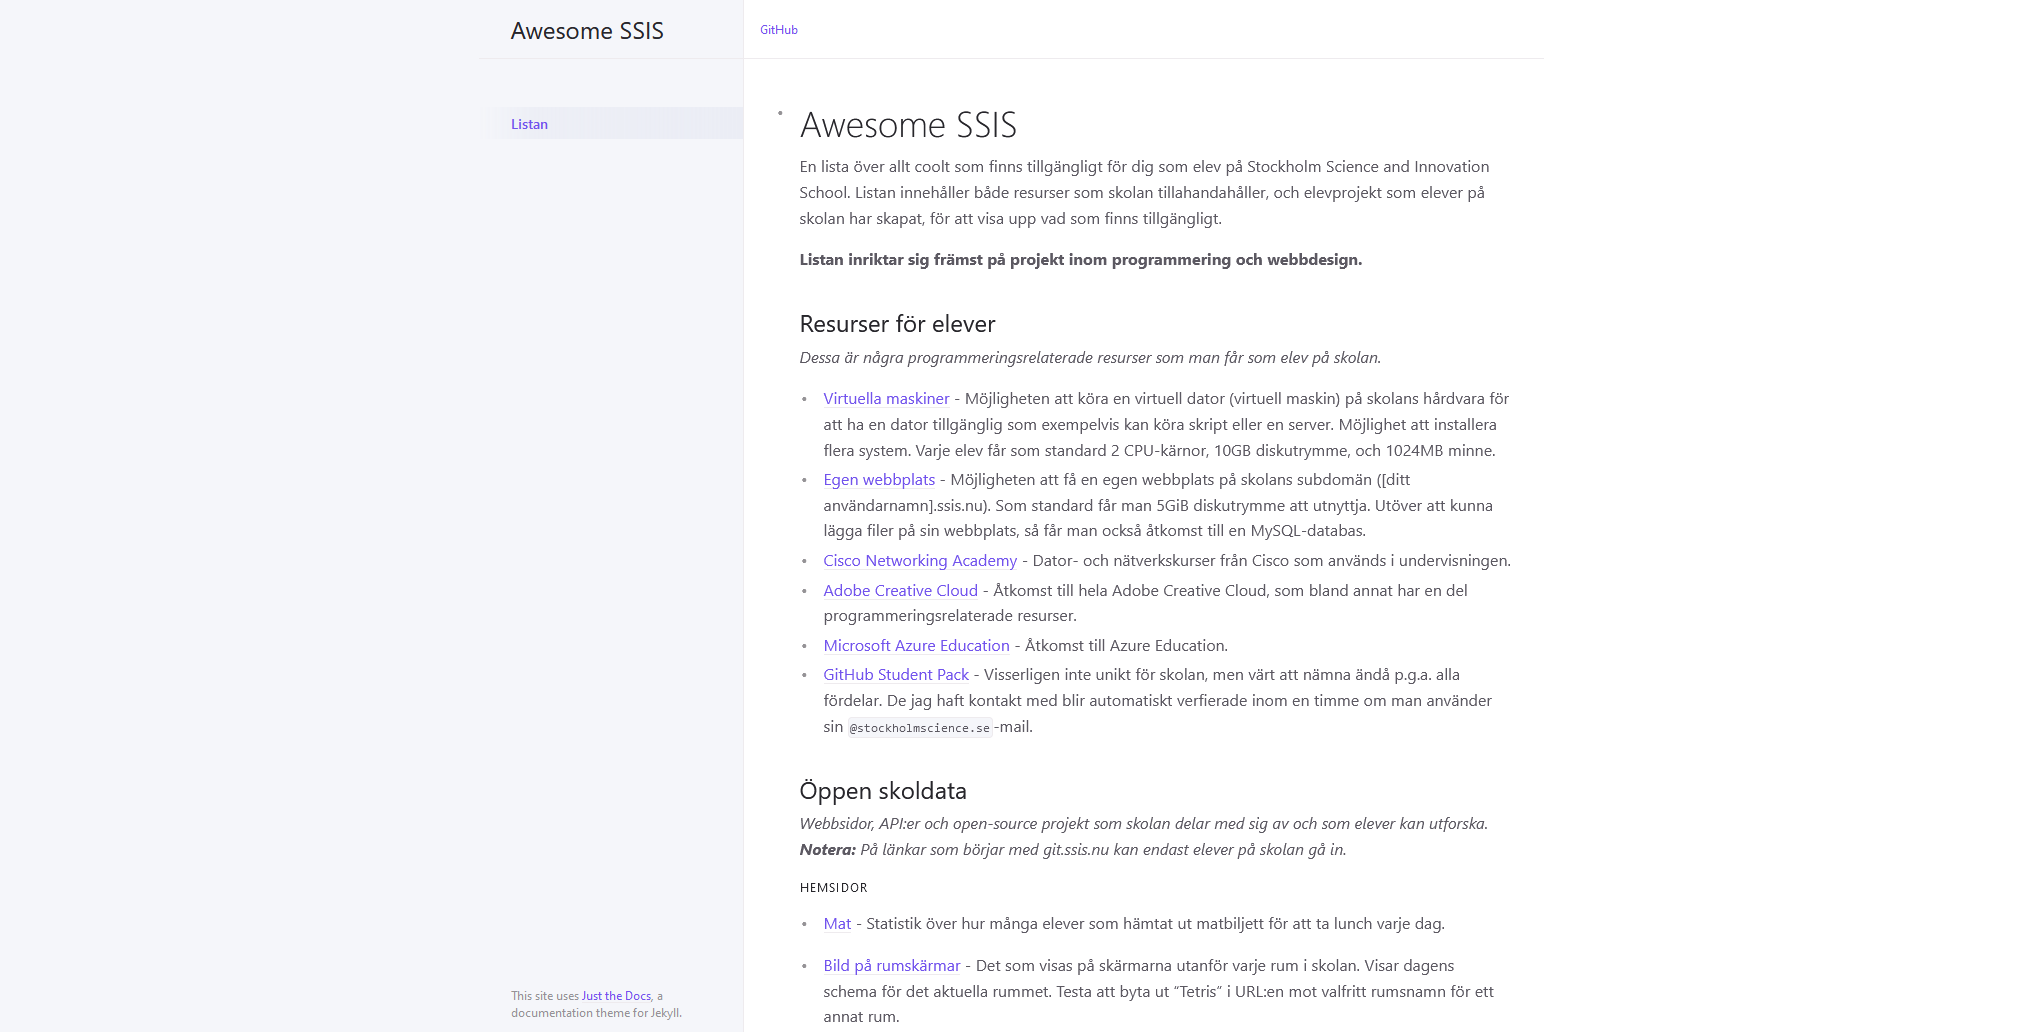 Awesome SSIS
GitHub
Listan
Awesome SSIS
En lista över allt coolt som finns tillgängligt för dig som elev på Stockholm Science and Innovation
School. Listan innehåller både resurser som skolan tillahandahåller, och elevprojekt som elever på
skolan har skapat, för att visa upp vad som finns tillgängligt.
Listan inriktar sig främst på projekt inom programmering och webbdesign.
Resurser för elever
Dessa är några programmeringsrelaterade resurser som man får som elev på skolan.
• Virtuella maskiner - Möjligheten att köra en virtuell dator (virtuell maskin) på skolans hårdvara för
att ha en dator tillgänglig som exempelvis kan köra skript eller en server. Möjlighet att installera
flera system. Varje elev får som standard 2 CPU-kärnor, 10GB diskutrymme, och 1024MB minne.
• Egen webbplats - Möjligheten att få en egen webbplats på skolans subdomän ([ditt
användarnamn].ssis.nu). Som standard får man 5GiB diskutrymme att utnyttja. Utöver att kunna
lägga filer på sin webbplats, så får man också åtkomst till en MySQL-databas.
• Cisco Networking Academy - Dator- och nätverkskurser från Cisco som används i undervisningen.
• Adobe Creative Cloud - Åtkomst till hela Adobe Creative Cloud, som bland annat har en del
programmeringsrelaterade resurser.
• Microsoft Azure Education - Åtkomst till Azure Education.
• GitHub Student Pack - Visserligen inte unikt för skolan, men värt att nämna ändå p.g.a. alla
fördelar. De jag haft kontakt med blir automatiskt verfierade inom en timme om man använder
sin @stockholmscience.se-mail.
Öppen skoldata
Webbsidor, API:er och open-source projekt som skolan delar med sig av och som elever kan utforska.
Notera: På länkar som börjar med git.ssis.nu kan endast elever på skolan gå in.
HEMSIDOR
• Mat - Statistik över hur många elever som hämtat ut matbiljett för att ta lunch varje dag.
• Bild på rumskärmar - Det som visas på skärmarna utanför varje rum i skolan. Visar dagens
schema för det aktuella rummet. Testa att byta ut “Tetris” i URL:en mot valfritt rumsnamn för ett
annat rum.
This site uses Just the Docs, a
documentation theme for Jekyll.